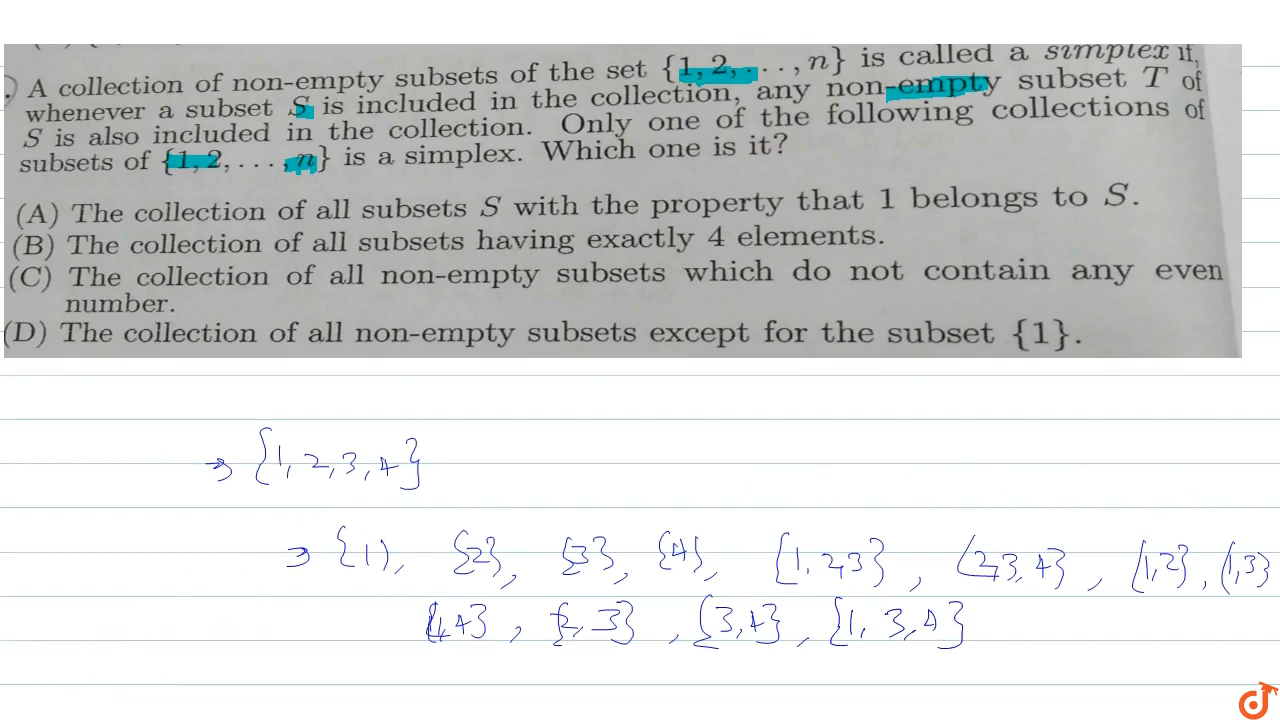 . A collection of non-empty subsets of the set {1, 2, . . . , n} is called a simplex if,
whenever a subset S is included in the collection, any non-empty subset T of
S is also included in the collection. Only one of the following collections of
subsets of {1, 2, . . . , n} is a simplex. Which one is it?
(A) The collection of all subsets S with the property that 1 belongs to S.
(B) The collection of all subsets having exactly 4 elements.
(C) The collection of all non-empty subsets which do not contain any even
number.
(D) The collection of all non-empty subsets except for the subset {1}.
→ {1, 2, 3, 4}
→ {1), {2}, {3}, {4}, {1, 2 3}, (2 3, 4}, (1, 2}, (1, 3)
{1, 4}, {2, 3}, {3, 4}, {1, 3, 4}